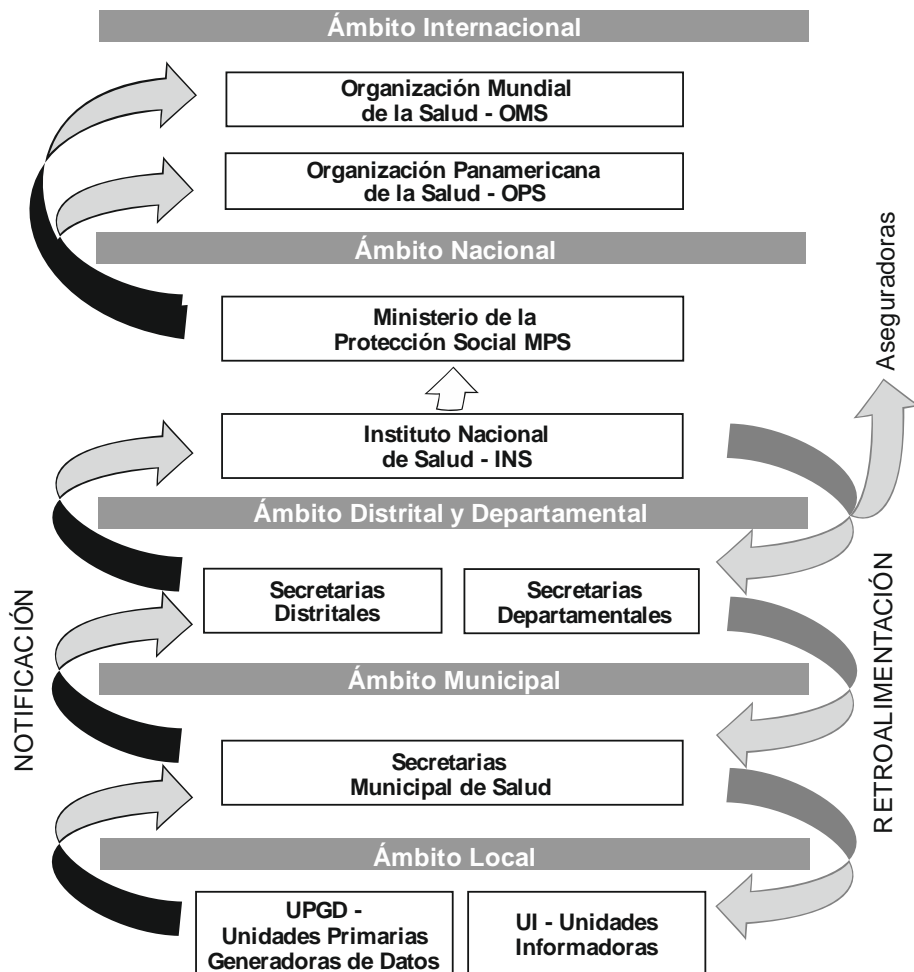 Ámbito Internacional
Organización Mundial
de la Salud - OMS
Organización Panamericana
de la Salud - OPS
Ámbito Nacional
Ministerio de la
Protección Social MPS
Aseguradoras
Instituto Nacional
de Salud - INS
Ámbito Distrital y Departamental
Secretarias
Distritales
Secretarias
Departamentales
NOTIFICACIÓN
RETROALIMENTACIÓN
Ámbito Municipal
Secretarias
Municipal de Salud
Ámbito Local
UPGD -
Unidades Primarias
Generadoras de Datos
UI - Unidades
Informadoras